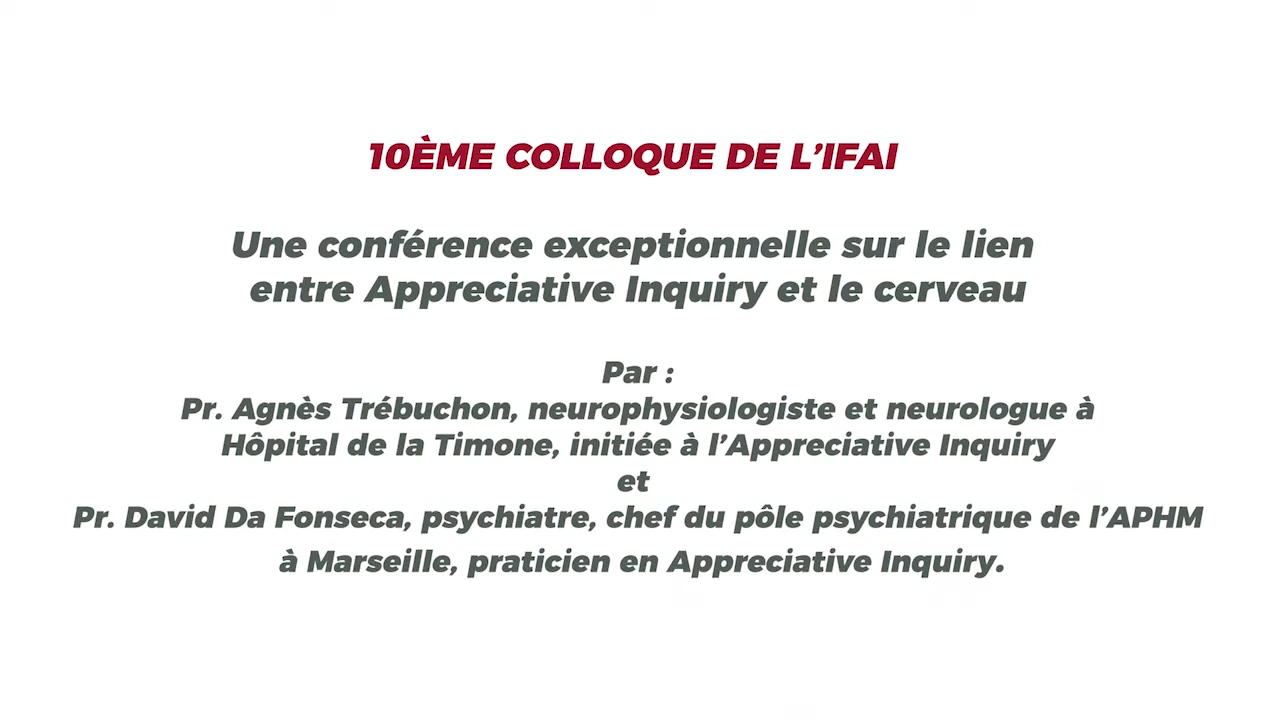 10ÈME COLLOQUE DE L'IFAI
Une conférence exceptionnelle sur le lien
entre Appreciative Inquiry et le cerveau
Par :
Pr. Agnès Trébuchon, neurophysiologiste et neurologue à
Hôpital de la Timone, initiée à l'Appreciative Inquiry
et
Pr. David Da Fonseca, psychiatre, chef du pôle psychiatrique de l'APHM
à Marseille, praticien en Appreciative Inquiry.